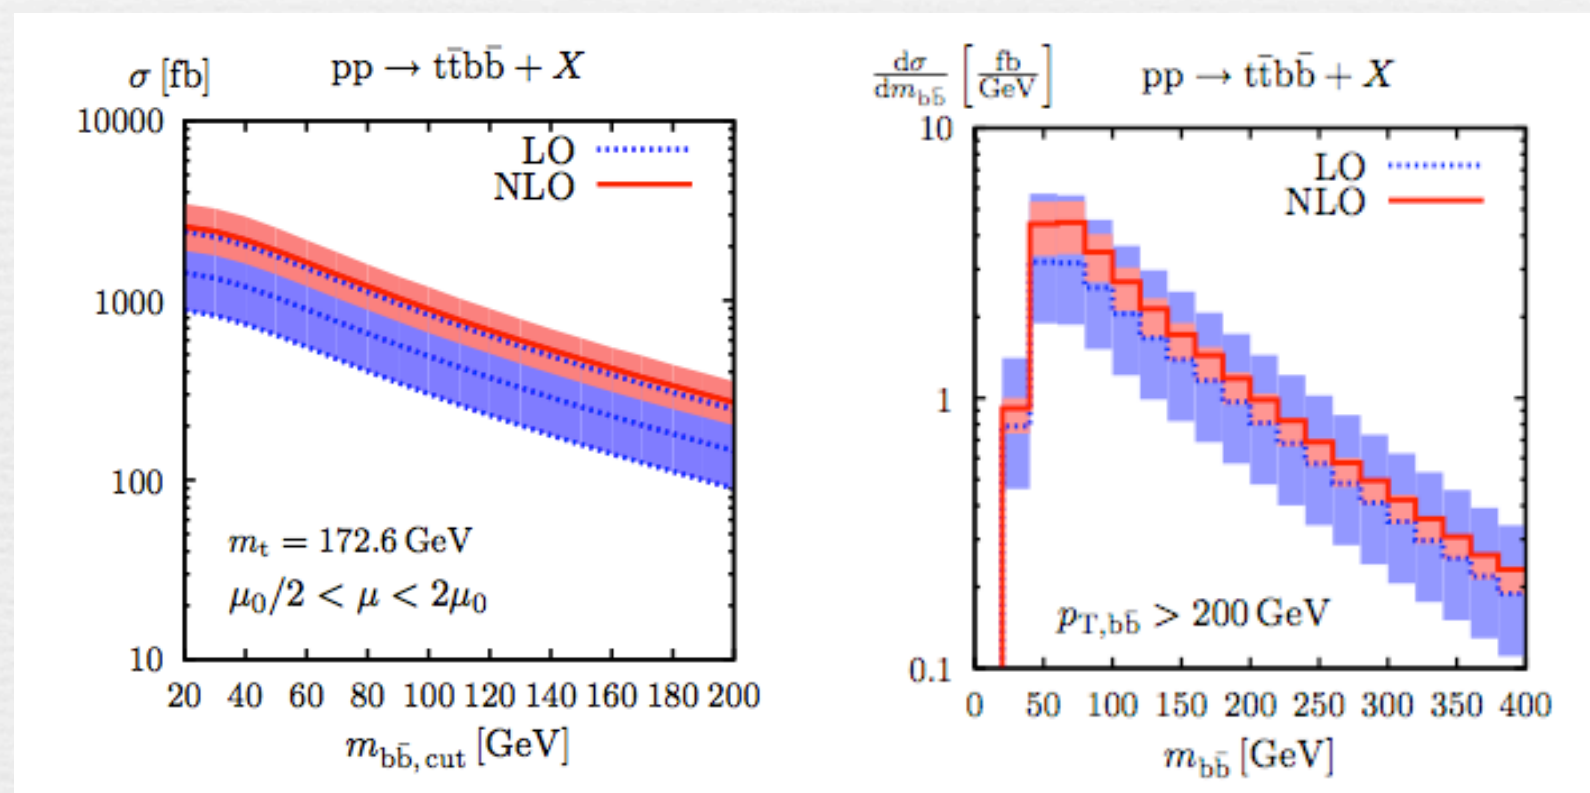 σ [fb] pp → tt̄bb̄ + X
10000
LO
NLO
1000
100
m_t = 172.6 GeV
μ₀/2 < μ < 2μ₀
10
20 40 60 80 100 120 140 160 180 200
m_bb̄, cut [GeV]
dσ/dm_bb̄ [fb/GeV] pp → tt̄bb̄ + X
10
LO
NLO
1
p_T,bb̄ > 200 GeV
0.1
0 50 100 150 200 250 300 350 400
m_bb̄ [GeV]